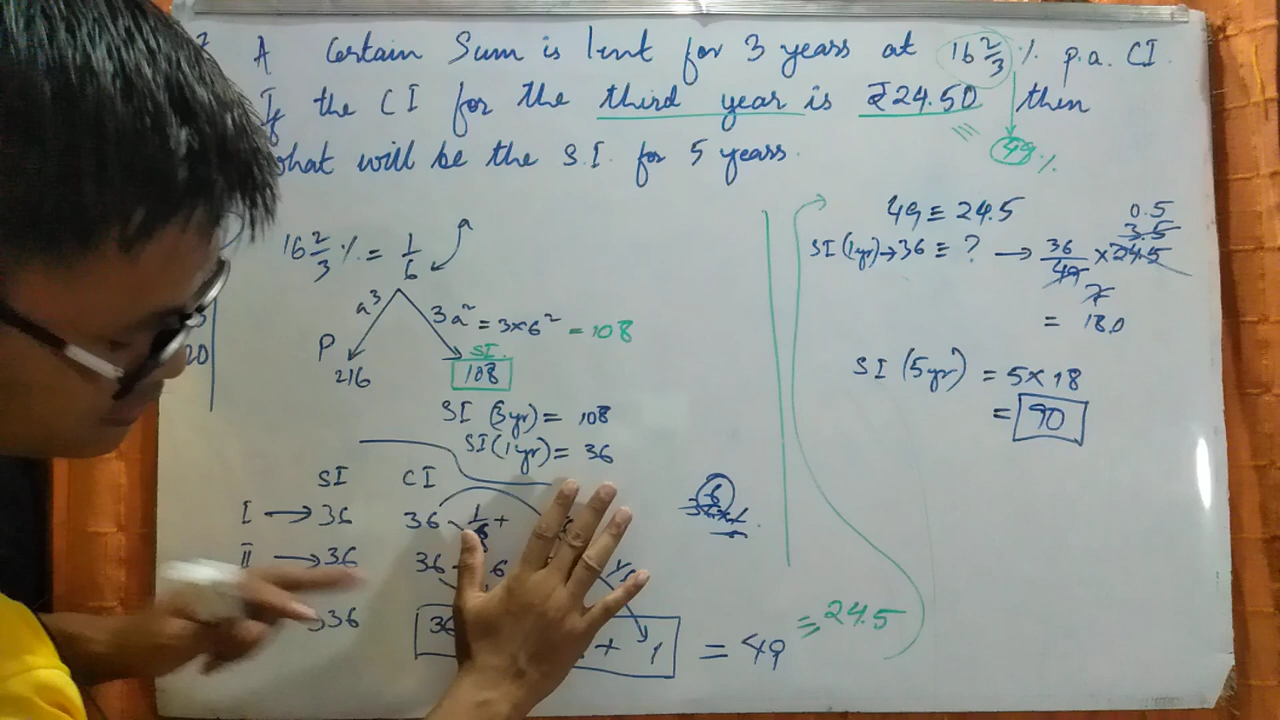 A Certain Sum is lent for 3 years at 16 2/3 % p.a. CI.
If the CI for the third year is ₹24.50 then
what will be the S.I. for 5 years.
49 %
16 2/3 % = 1/6 a
a³ 3a² = 3×6² = 108
P SI
216 108
SI (3yr) = 108
SI (1yr) = 36
SI CI
I → 36 36 1/6 +
II → 36 36 6
36 36 + 1 = 49 ≡ 24.5
20
49 ≡ 24.5
SI (1yr) → 36 ≡ ? → 36/49 × 24.5 3.5 0.5
7
= 18.0
SI (5yr) = 5×18
= 90